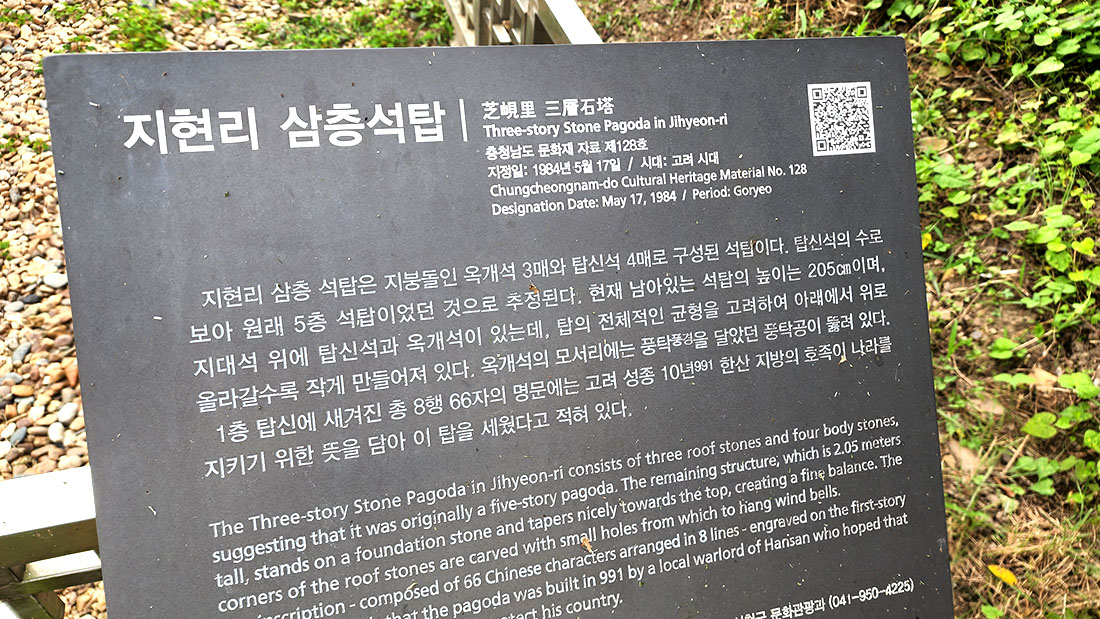 지현리 삼층석탑
芝峴里 三層石塔
Three-story Stone Pagoda in Jihyeon-ri
충청남도 문화재 자료 제128호
지정일: 1984년 5월 17일 / 시대: 고려 시대
Chungcheongnam-do Cultural Heritage Material No. 128
Designation Date: May 17, 1984 / Period: Goryeo
지현리 삼층 석탑은 지붕돌인 옥개석 3매와 탑신석 4매로 구성된 석탑이다. 탑신석의 수로
보아 원래 5층 석탑이었던 것으로 추정된다. 현재 남아있는 석탑의 높이는 205㎝이며,
지대석 위에 탑신석과 옥개석이 있는데, 탑의 전체적인 균형을 고려하여 아래에서 위로
올라갈수록 작게 만들어져 있다. 옥개석의 모서리에는 풍탁풍경을 달았던 풍탁공이 뚫려 있다.
1층 탑신에 새겨진 총 8행 66자의 명문에는 고려 성종 10년991 한산 지방의 호족이 나라를
지키기 위한 뜻을 담아 이 탑을 세웠다고 적혀 있다.
The Three-story Stone Pagoda in Jihyeon-ri consists of three roof stones and four body stones,
suggesting that it was originally a five-story pagoda. The remaining structure, which is 2.05 meters
tall, stands on a foundation stone and tapers nicely towards the top, creating a fine balance. The
corners of the roof stones are carved with small holes from which to hang wind bells.
inscription - composed of 66 Chinese characters arranged in 8 lines - engraved on the first-story
that the pagoda was built in 991 by a local warlord of Hansan who hoped that
protect his country.
문화관광과 (041-950-4225)